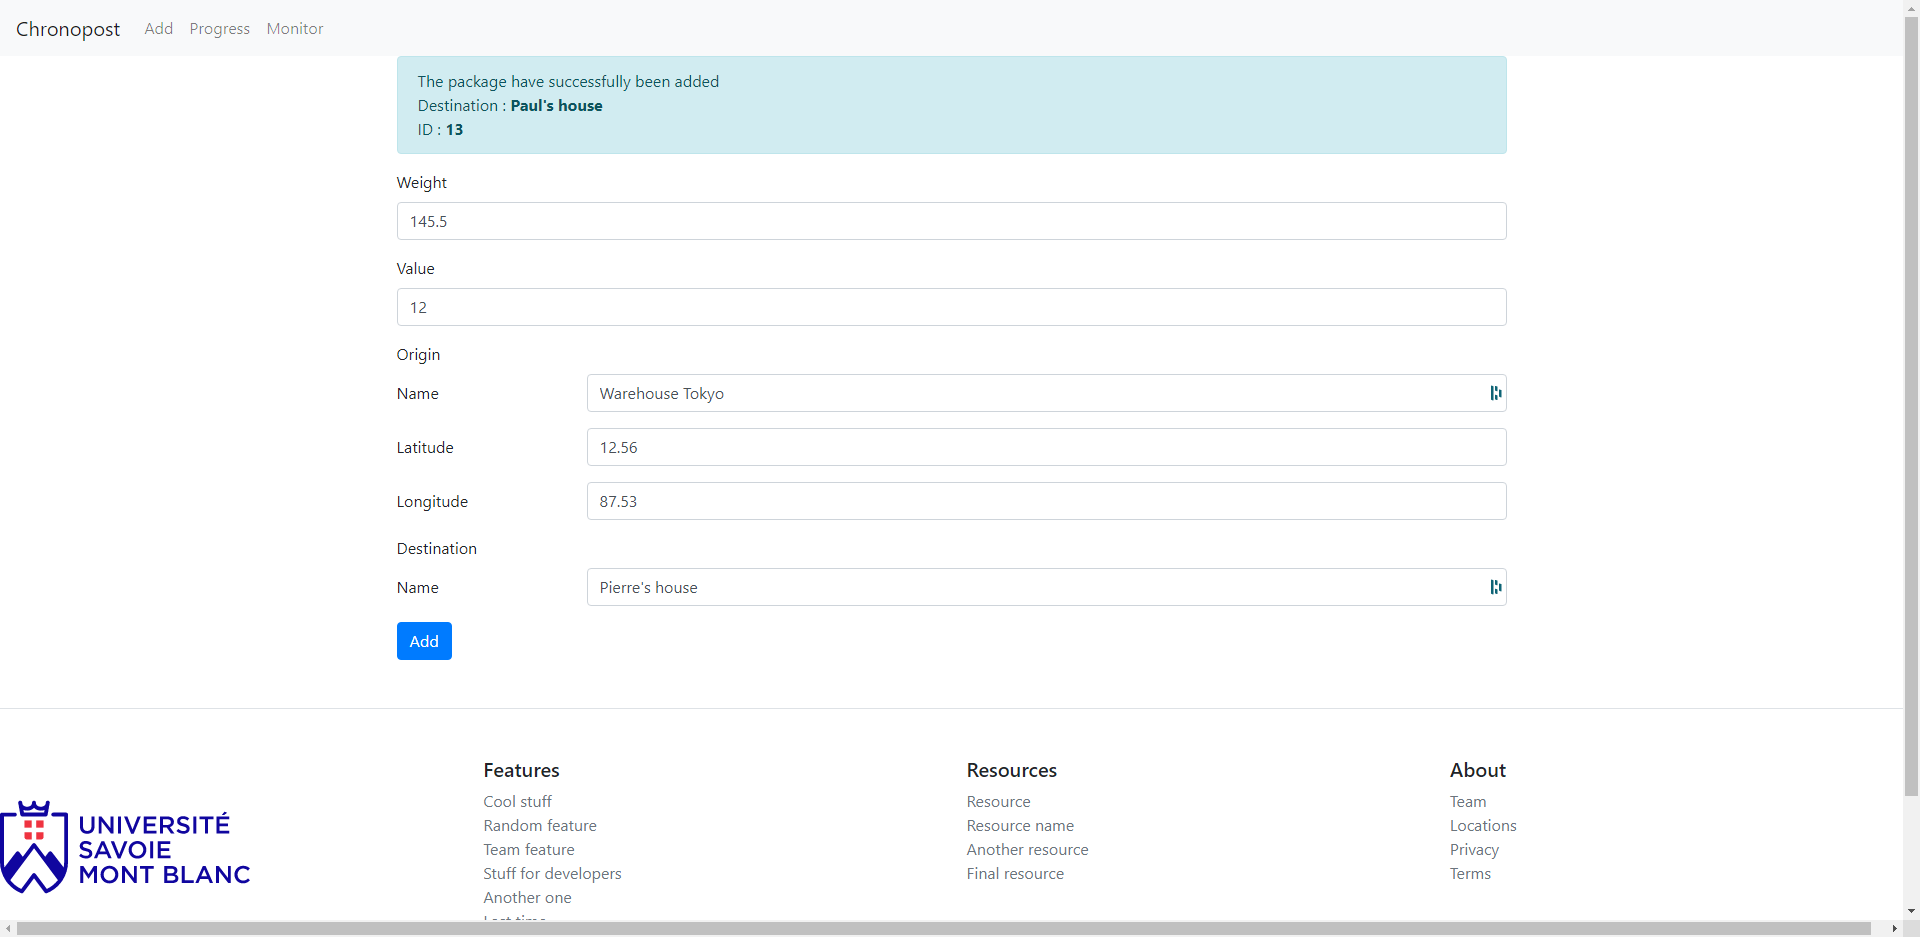 Chronopost Add Progress Monitor
The package have successfully been added
Destination : Paul's house
ID : 13
Weight
145.5
Value
12
Origin
Name Warehouse Tokyo
Latitude 12.56
Longitude 87.53
Destination
Name Pierre's house
Add
UNIVERSITÉ
SAVOIE
MONT BLANC
Features
Cool stuff
Random feature
Team feature
Stuff for developers
Another one
Resources
Resource
Resource name
Another resource
Final resource
About
Team
Locations
Privacy
Terms